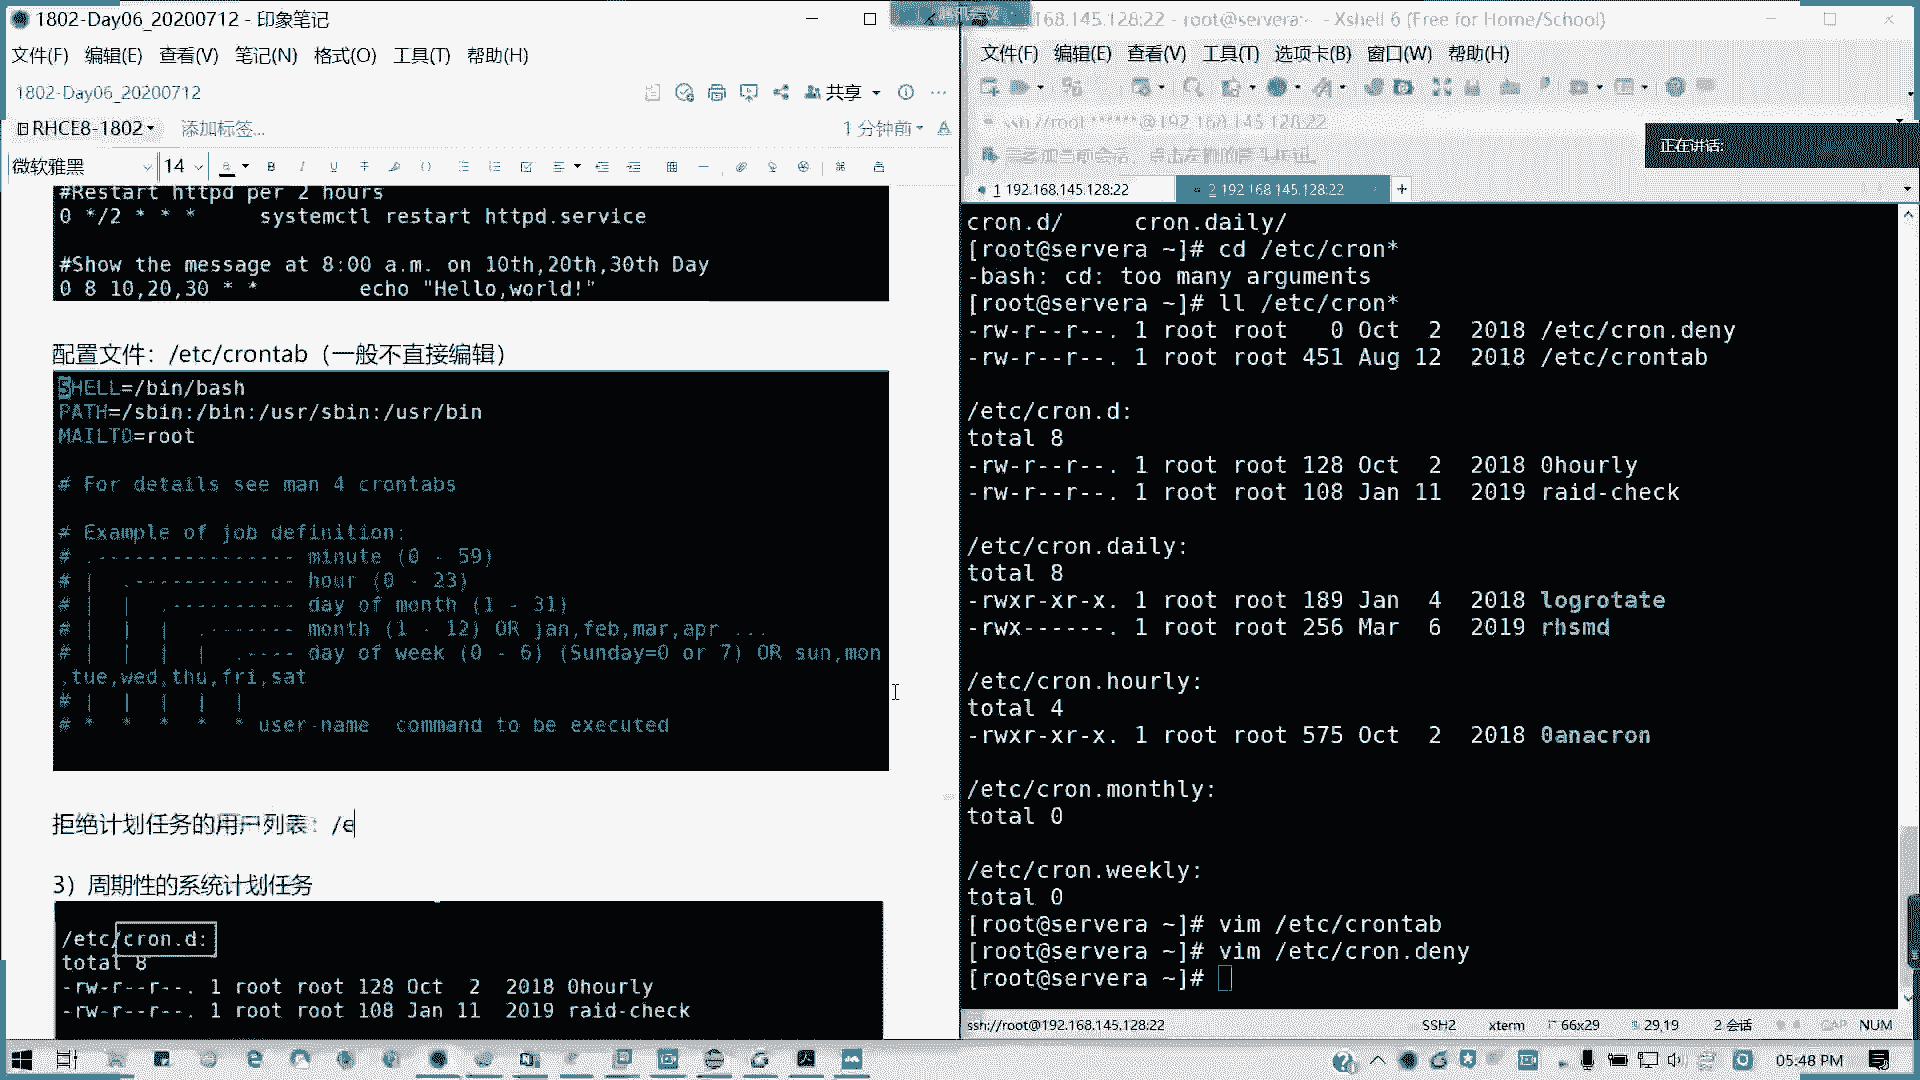 1802-Day06_20200712 - 印象笔记
文件(F) 编辑(E) 查看(V) 笔记(N) 格式(O) 工具(T) 帮助(H)
1802-Day06_20200712
共享
RHCE8-1802
添加标签...
1 分钟前
微软雅黑 14
#Restart httpd per 2 hours
0 */2 * * * systemctl restart httpd.service
#Show the message at 8:00 a.m. on 10th,20th,30th Day
0 8 10,20,30 * * echo "Hello,world!"
配置文件：/etc/crontab（一般不直接编辑）
SHELL=/bin/bash
PATH=/sbin:/bin:/usr/sbin:/usr/bin
MAILTO=root
# For details see man 4 crontabs
# Example of job definition:
# .---------------- minute (0 - 59)
# | .------------- hour (0 - 23)
# | | .---------- day of month (1 - 31)
# | | | .------- month (1 - 12) OR jan,feb,mar,apr ...
# | | | | .---- day of week (0 - 6) (Sunday=0 or 7) OR sun,mon
,tue,wed,thu,fri,sat
# | | | | |
# * * * * * user-name command to be executed
拒绝计划任务的用户列表：/e
3）周期性的系统计划任务
/etc/cron.d:
total 8
-rw-r--r--. 1 root root 128 Oct 2 2018 0hourly
-rw-r--r--. 1 root root 108 Jan 11 2019 raid-check
168.145.128:22 - root@servera:~ - Xshell 6 (Free for Home/School)
文件(F) 编辑(E) 查看(V) 工具(T) 选项卡(B) 窗口(W) 帮助(H)
ssh://root:******@192.168.145.128:22
正在讲话:
1 192.168.145.128:22
2 192.168.145.128:22
cron.d/ cron.daily/
[root@servera ~]# cd /etc/cron*
-bash: cd: too many arguments
[root@servera ~]# ll /etc/cron*
-rw-r--r--. 1 root root 0 Oct 2 2018 /etc/cron.deny
-rw-r--r--. 1 root root 451 Aug 12 2018 /etc/crontab
/etc/cron.d:
total 8
-rw-r--r--. 1 root root 128 Oct 2 2018 0hourly
-rw-r--r--. 1 root root 108 Jan 11 2019 raid-check
/etc/cron.daily:
total 8
-rwxr-xr-x. 1 root root 189 Jan 4 2018 logrotate
-rwx------. 1 root root 256 Mar 6 2019 rhsmd
/etc/cron.hourly:
total 4
-rwxr-xr-x. 1 root root 575 Oct 2 2018 0anacron
/etc/cron.monthly:
total 0
/etc/cron.weekly:
total 0
[root@servera ~]# vim /etc/crontab
[root@servera ~]# vim /etc/cron.deny
[root@servera ~]#
ssh://root@192.168.145.128:22 SSH2 xterm 66x29 29,19 2 会话 CAP NUM
05:48 PM